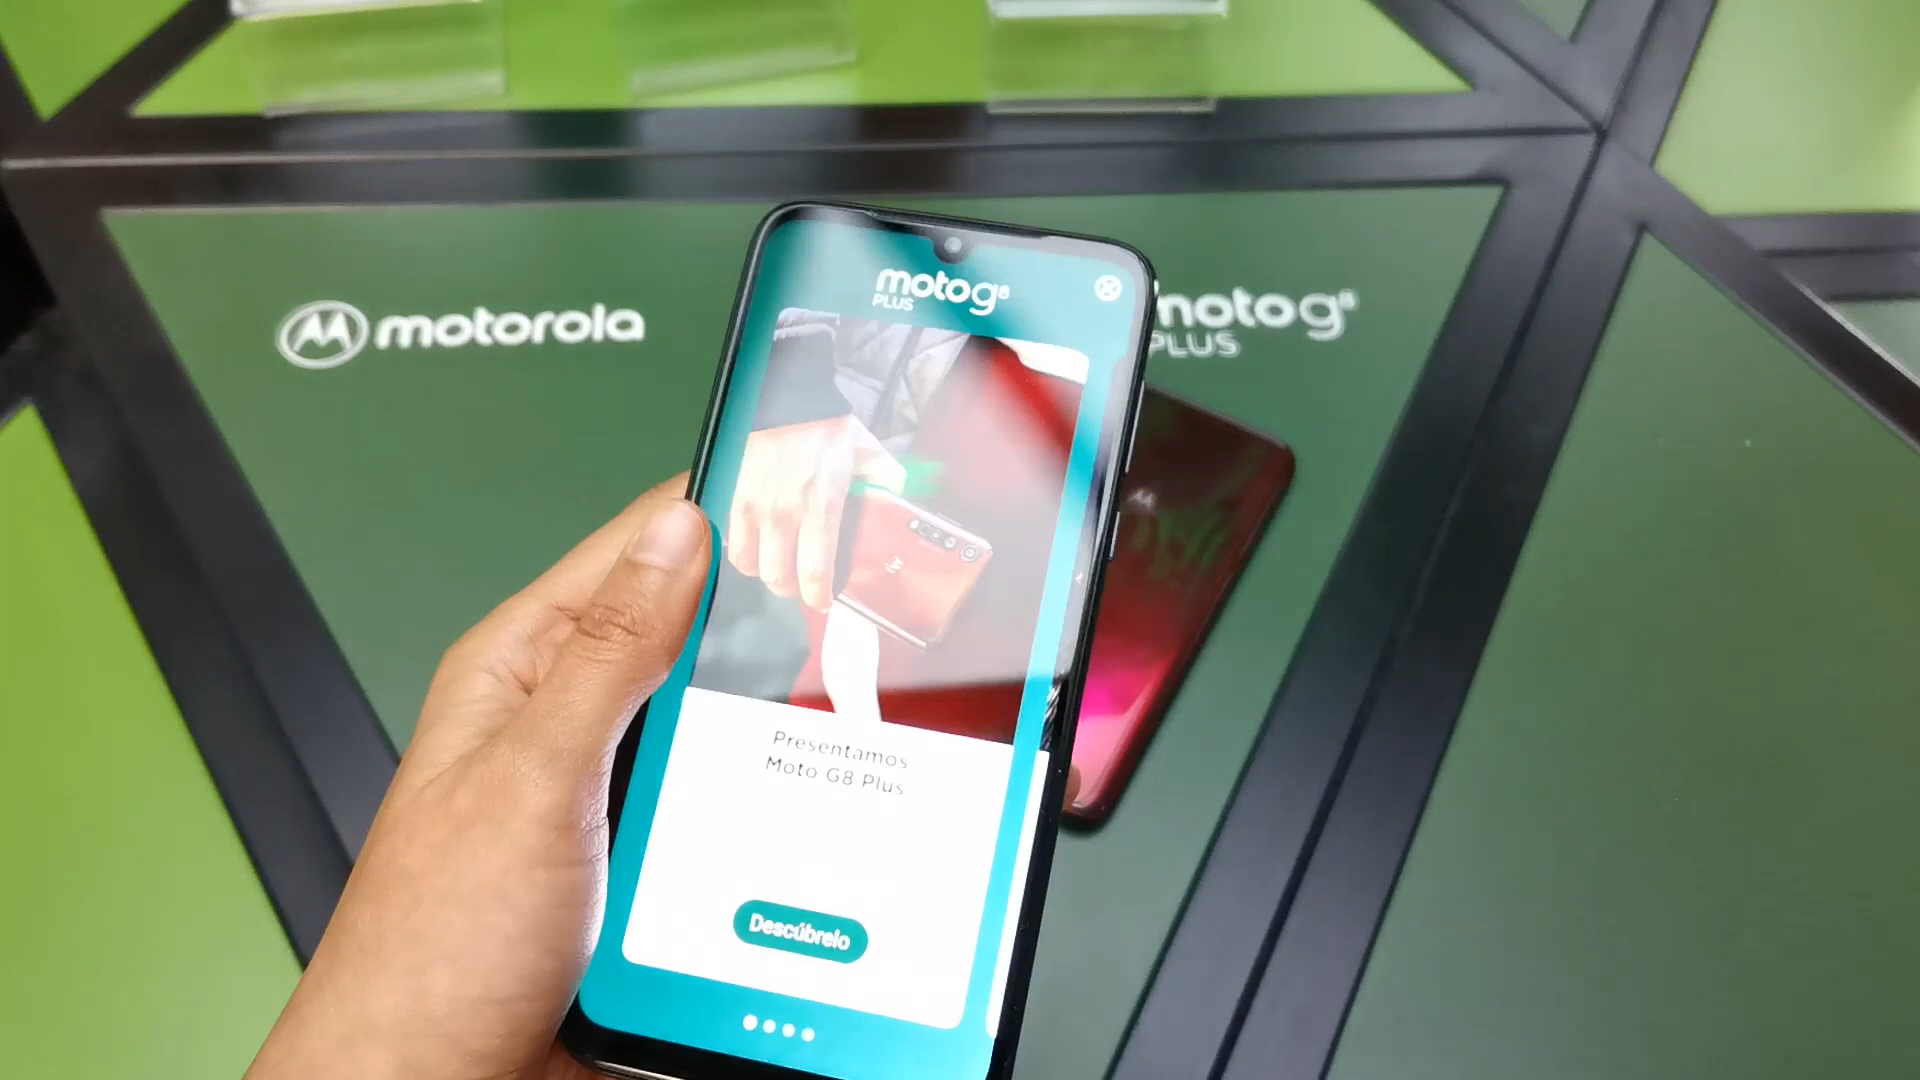 motorola
moto g8
PLUS
moto g8
PLUS
Presentamos
Moto G8 Plus
Descúbrelo